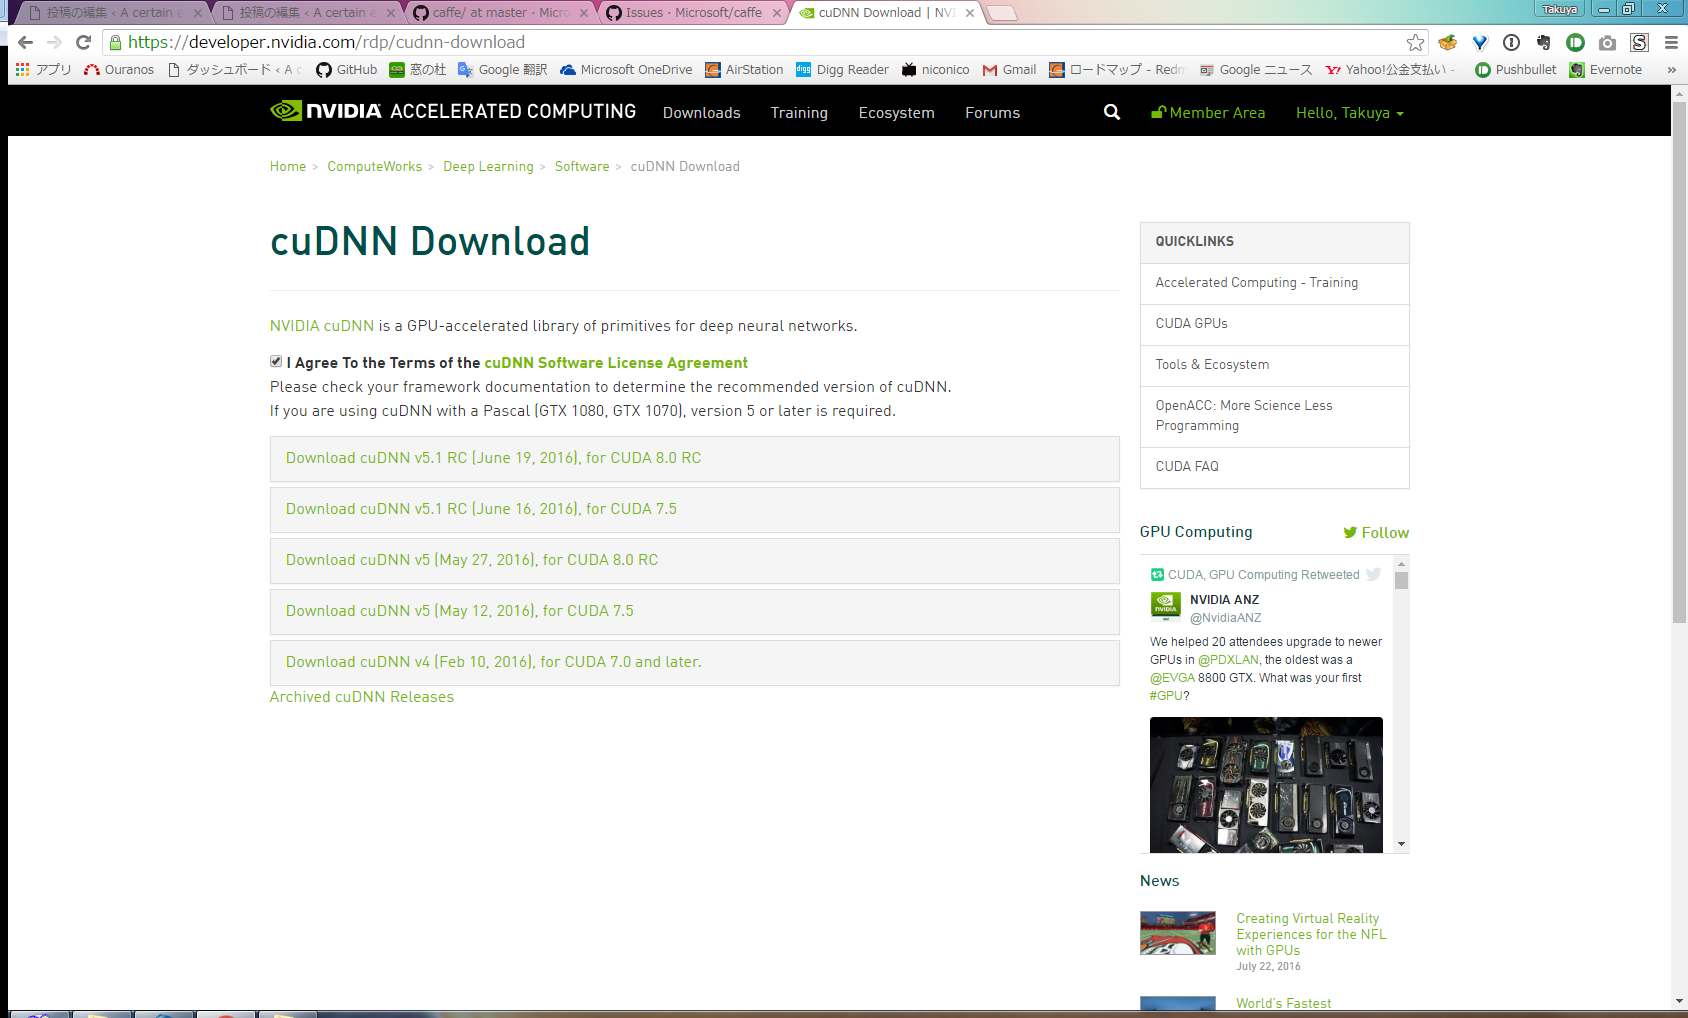 投稿の編集 ‹ A certain e
投稿の編集 ‹ A certain e
caffe/ at master · Micro
Issues · Microsoft/caffe
cuDNN Download | NVI
Takuya
https://developer.nvidia.com/rdp/cudnn-download
アプリ
Ouranos
ダッシュボード ‹ A c
GitHub
窓の杜
Google 翻訳
Microsoft OneDrive
AirStation
Digg Reader
niconico
Gmail
ロードマップ - Redm
Google ニュース
Yahoo!公金支払い -
Pushbullet
Evernote
»
NVIDIA ACCELERATED COMPUTING
Downloads
Training
Ecosystem
Forums
Member Area
Hello, Takuya
Home > ComputeWorks > Deep Learning > Software > cuDNN Download
cuDNN Download
NVIDIA cuDNN is a GPU-accelerated library of primitives for deep neural networks.
I Agree To the Terms of the cuDNN Software License Agreement
Please check your framework documentation to determine the recommended version of cuDNN.
If you are using cuDNN with a Pascal (GTX 1080, GTX 1070), version 5 or later is required.
Download cuDNN v5.1 RC (June 19, 2016), for CUDA 8.0 RC
Download cuDNN v5.1 RC (June 16, 2016), for CUDA 7.5
Download cuDNN v5 (May 27, 2016), for CUDA 8.0 RC
Download cuDNN v5 (May 12, 2016), for CUDA 7.5
Download cuDNN v4 (Feb 10, 2016), for CUDA 7.0 and later.
Archived cuDNN Releases
QUICKLINKS
Accelerated Computing - Training
CUDA GPUs
Tools & Ecosystem
OpenACC: More Science Less
Programming
CUDA FAQ
GPU Computing
Follow
CUDA, GPU Computing Retweeted
NVIDIA ANZ
@NvidiaANZ
We helped 20 attendees upgrade to newer
GPUs in @PDXLAN, the oldest was a
@EVGA 8800 GTX. What was your first
#GPU?
News
Creating Virtual Reality
Experiences for the NFL
with GPUs
July 22, 2016
World's Fastest